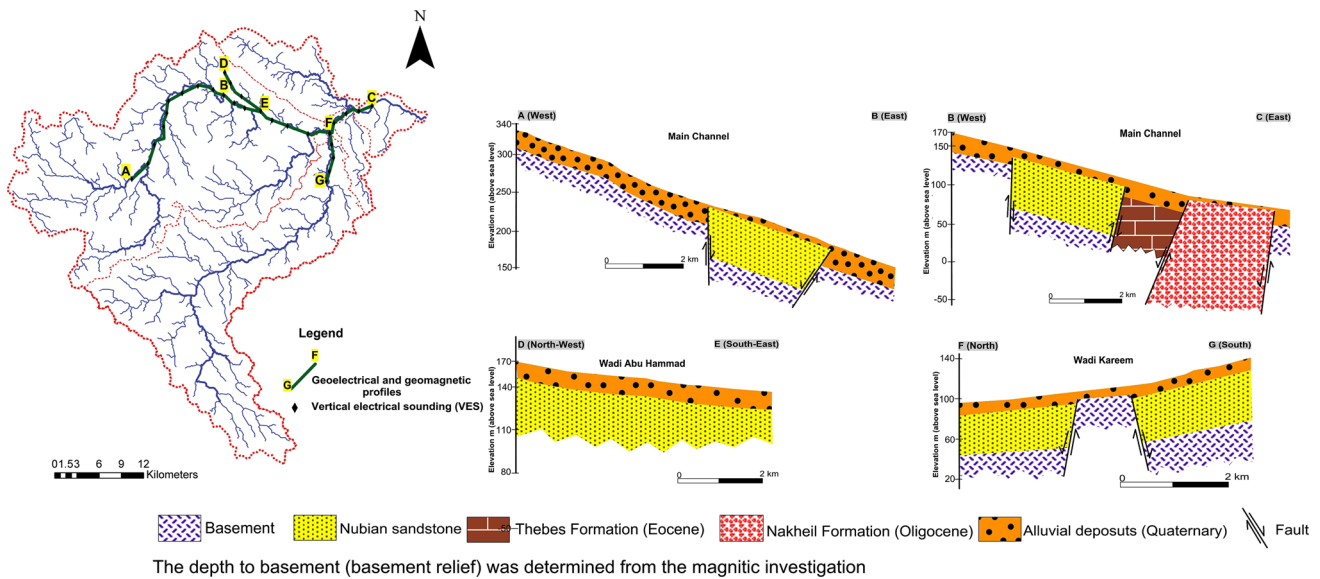 N
D
B
E
C
F
A
G
Legend
F
G
Geoelectrical and geomagnetic
profiles
Vertical electrical sounding (VES)
01.53 6 9 12
Kilometers
A (West)
B (East)
Main Channel
Elevation m (above sea level)
340
300
250
200
150
0 2 km
B (West)
C (East)
Main Channel
Elevation m (above sea level)
170
150
100
50
0
-50
0 2 km
D (North-West)
E (South-East)
Wadi Abu Hammad
Elevation m (above sea level)
170
140
110
80
0 2 km
F (North)
G (South)
Wadi Kareem
Elevation m (above sea level)
140
100
60
20
0 2 km
Basement
Nubian sandstone
-50
Thebes Formation (Eocene)
Nakheil Formation (Oligocene)
Alluvial deposuts (Quaternary)
Fault
The depth to basement (basement relief) was determined from the magnitic investigation